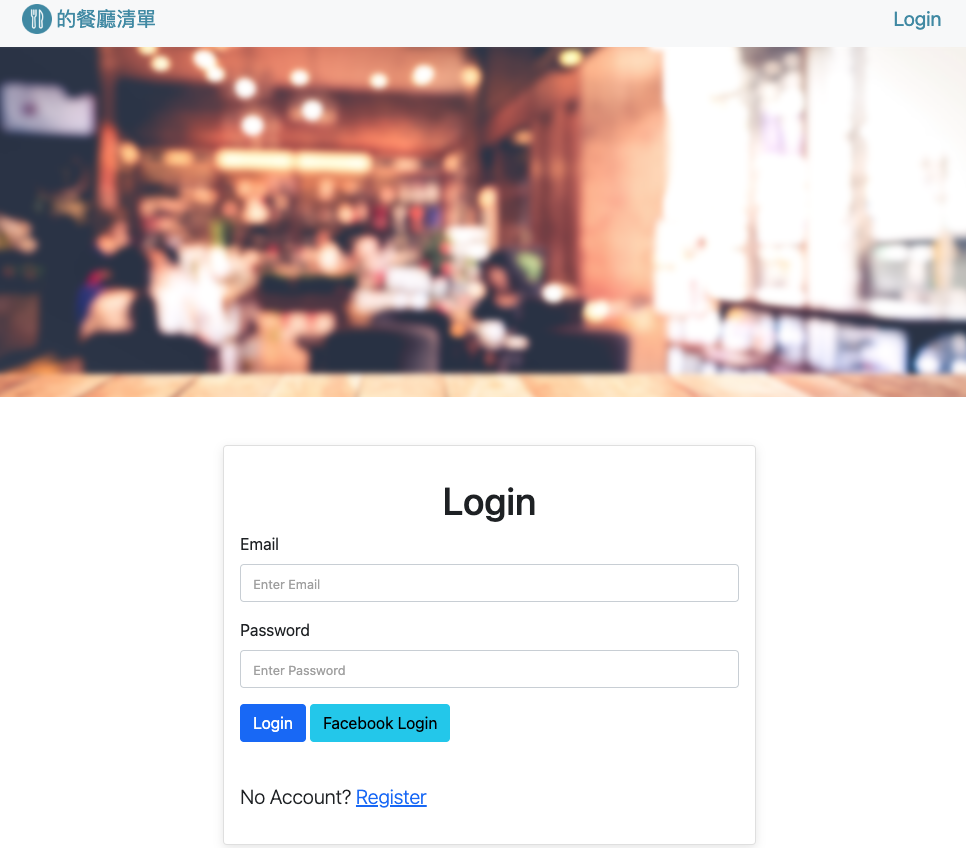 的餐廳清單
Login
Login
Email
Enter Email
Password
Enter Password
Login Facebook Login
No Account? Register